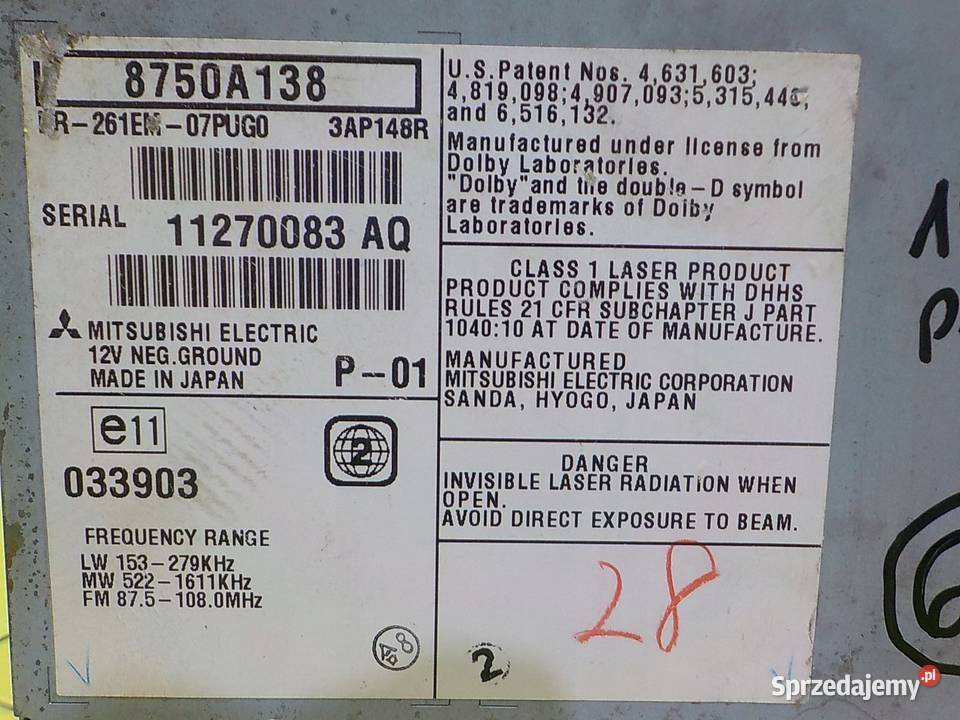 8750A138
R-261EM-07PUG0 3AP148R
SERIAL 11270083 AQ
MITSUBISHI ELECTRIC
12V NEG.GROUND
MADE IN JAPAN P-01
e11
033903
2
FREQUENCY RANGE
LW 153-279KHz
MW 522-1611KHz
FM 87.5-108.0MHz
U.S. Patent Nos. 4,631,603;
4,819,098;4,907,093;5,315,448;
and 6,516,132.
Manufactured under license from
Dolby Laboratories.
"Dolby" and the double-D symbol
are trademarks of Dolby
Laboratories.
CLASS 1 LASER PRODUCT
PRODUCT COMPLIES WITH DHHS
RULES 21 CFR SUBCHAPTER J PART
1040:10 AT DATE OF MANUFACTURE.
MANUFACTURED
MITSUBISHI ELECTRIC CORPORATION
SANDA, HYOGO, JAPAN
DANGER
INVISIBLE LASER RADIATION WHEN
OPEN.
AVOID DIRECT EXPOSURE TO BEAM.
28
2
Sprzedajemy.pl